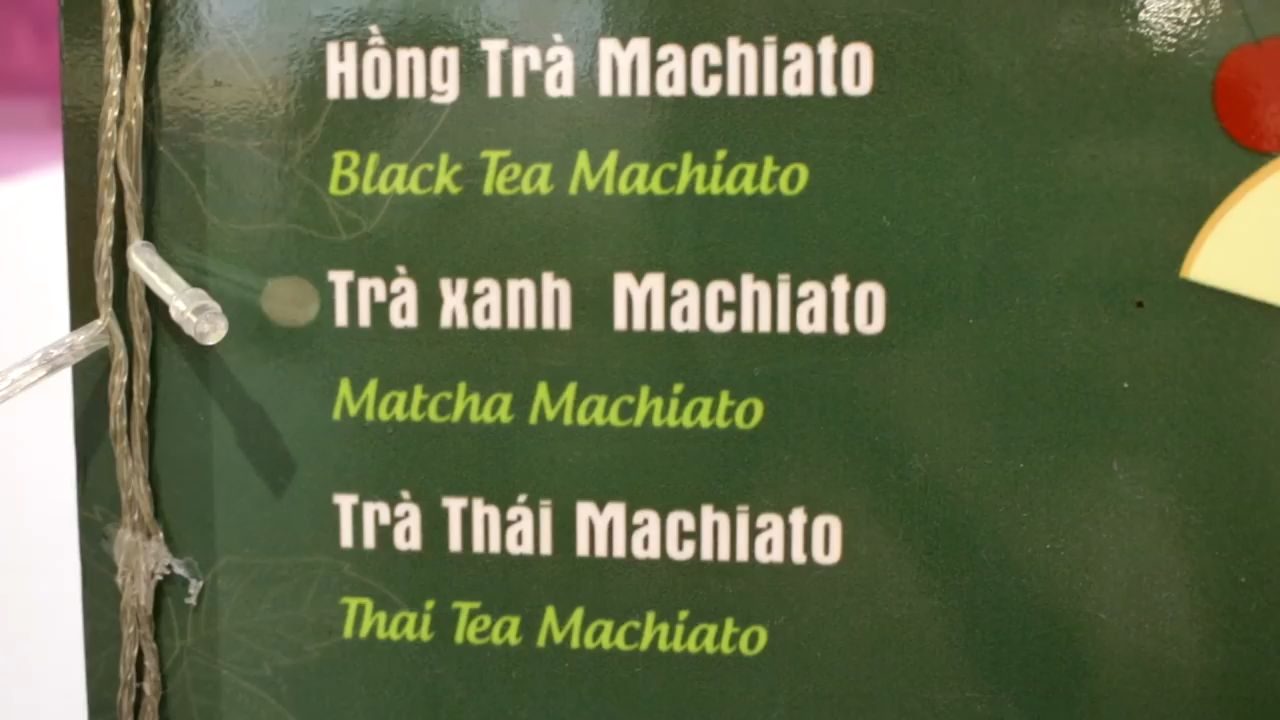 Hồng Trà Machiato
Black Tea Machiato
Trà xanh Machiato
Matcha Machiato
Trà Thái Machiato
Thai Tea Machiato